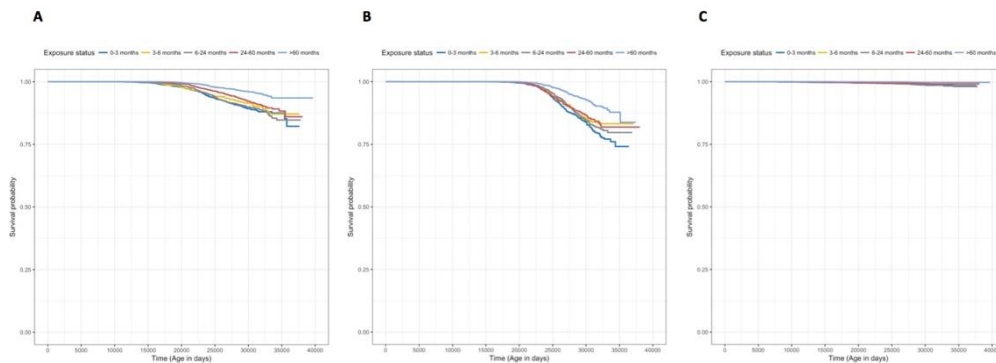 A
Exposure status 0-3 months 3-6 months 6-24 months 24-60 months >60 months
1.00
0.75
0.50
0.25
0.00
Survival probability
0 5000 10000 15000 20000 25000 30000 35000 40000
Time (Age in days)
B
Exposure status 0-3 months 3-6 months 6-24 months 24-60 months >60 months
1.00
0.75
0.50
0.25
0.00
Survival probability
0 5000 10000 15000 20000 25000 30000 35000 40000
Time (Age in days)
C
Exposure status 0-3 months 3-6 months 6-24 months 24-60 months >60 months
1.00
0.75
0.50
0.25
0.00
Survival probability
0 5000 10000 15000 20000 25000 30000 35000 40000
Time (Age in days)